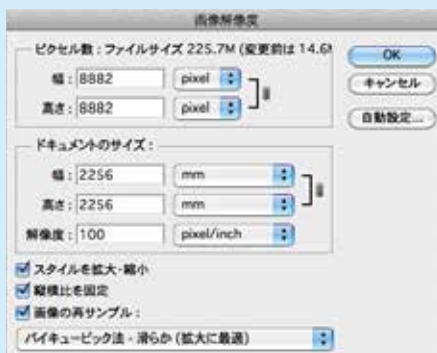 画像解像度
ピクセル数 : ファイルサイズ 225.7M (変更前は 14.6M
幅 : 8882 pixel
高さ : 8882 pixel
OK
キャンセル
自動設定...
ドキュメントのサイズ :
幅 : 2256 mm
高さ : 2256 mm
解像度 : 100 pixel/inch
スタイルを拡大・縮小
縦横比を固定
画像の再サンプル :
バイキュービック法 - 滑らか (拡大に最適)